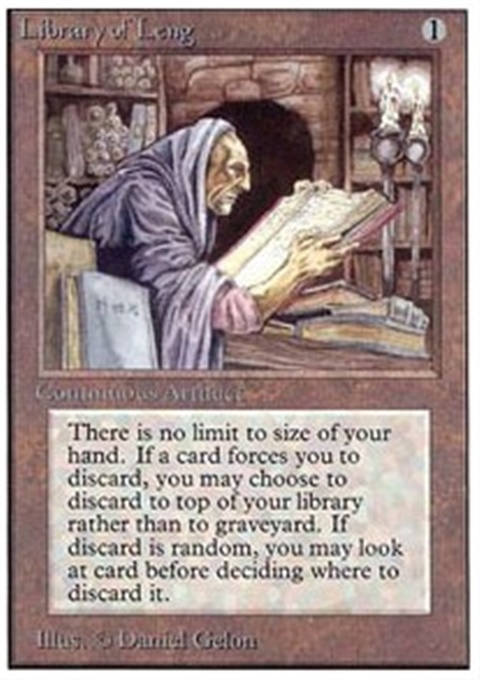 Library of Leng
1
Continuous Artifact
There is no limit to size of your
hand. If a card forces you to
discard, you may choose to
discard to top of your library
rather than to graveyard. If
discard is random, you may look
at card before deciding where to
discard it.
Illus. © Daniel Gelon